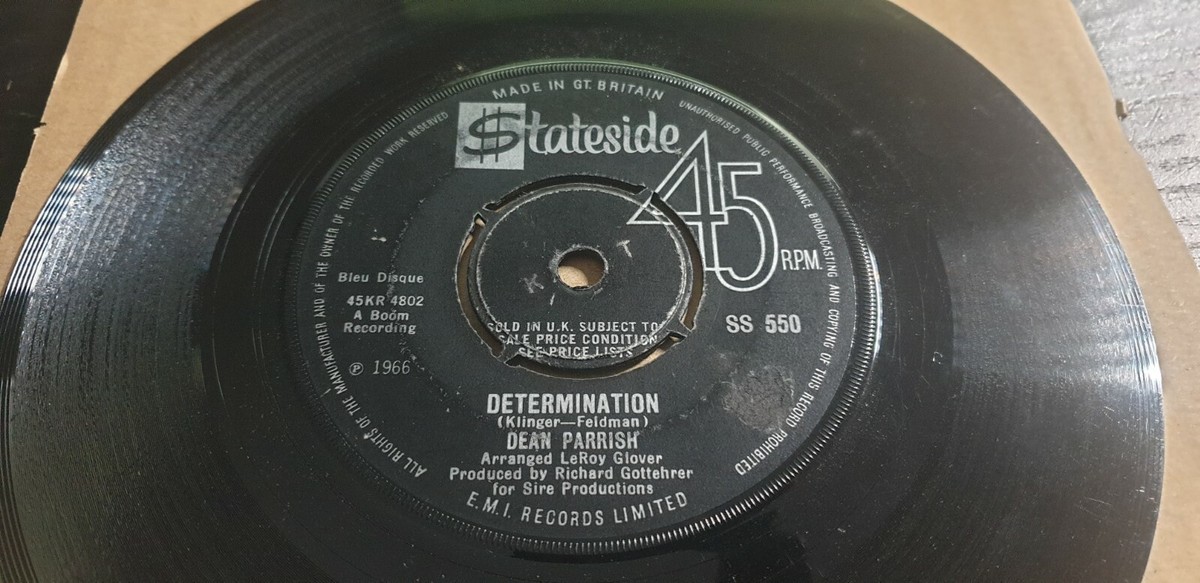 MADE IN GT. BRITAIN
UNAUTHORISED PUBLIC PERFORMANCE BROADCASTING AND COPYING OF THIS RECORD PROHIBITED
ALL RIGHTS OF THE MANUFACTURER AND OF THE OWNER OF THE RECORDED WORK RESERVED
$tateside
45
R.P.M.
K T
Bleu Disque
45KR 4802
A Boom
Recording
℗ 1966
SS 550
SOLD IN U.K. SUBJECT TO
SALE PRICE CONDITION
SEE PRICE LISTS
DETERMINATION
(Klinger—Feldman)
DEAN PARRISH
Arranged LeRoy Glover
Produced by Richard Gottehrer
for Sire Productions
E.M.I. RECORDS LIMITED